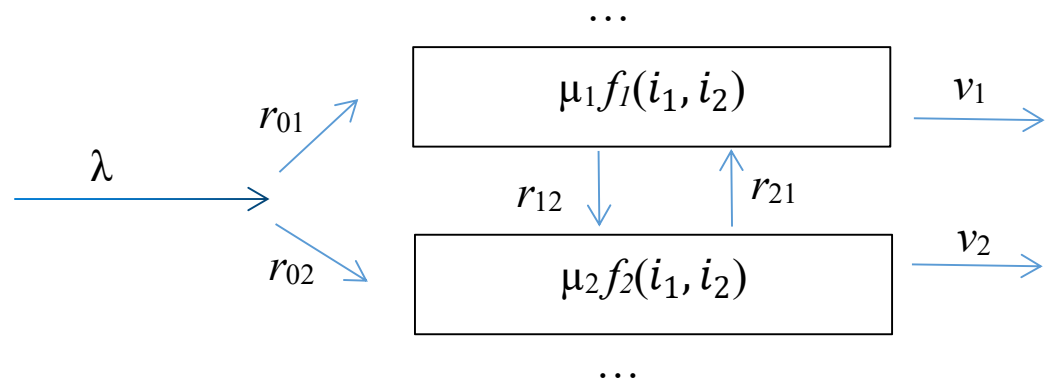 …
μ₁f₁(i₁, i₂)
v₁
r₀₁
λ
r₁₂
r₂₁
r₀₂
μ₂f₂(i₁, i₂)
v₂
…